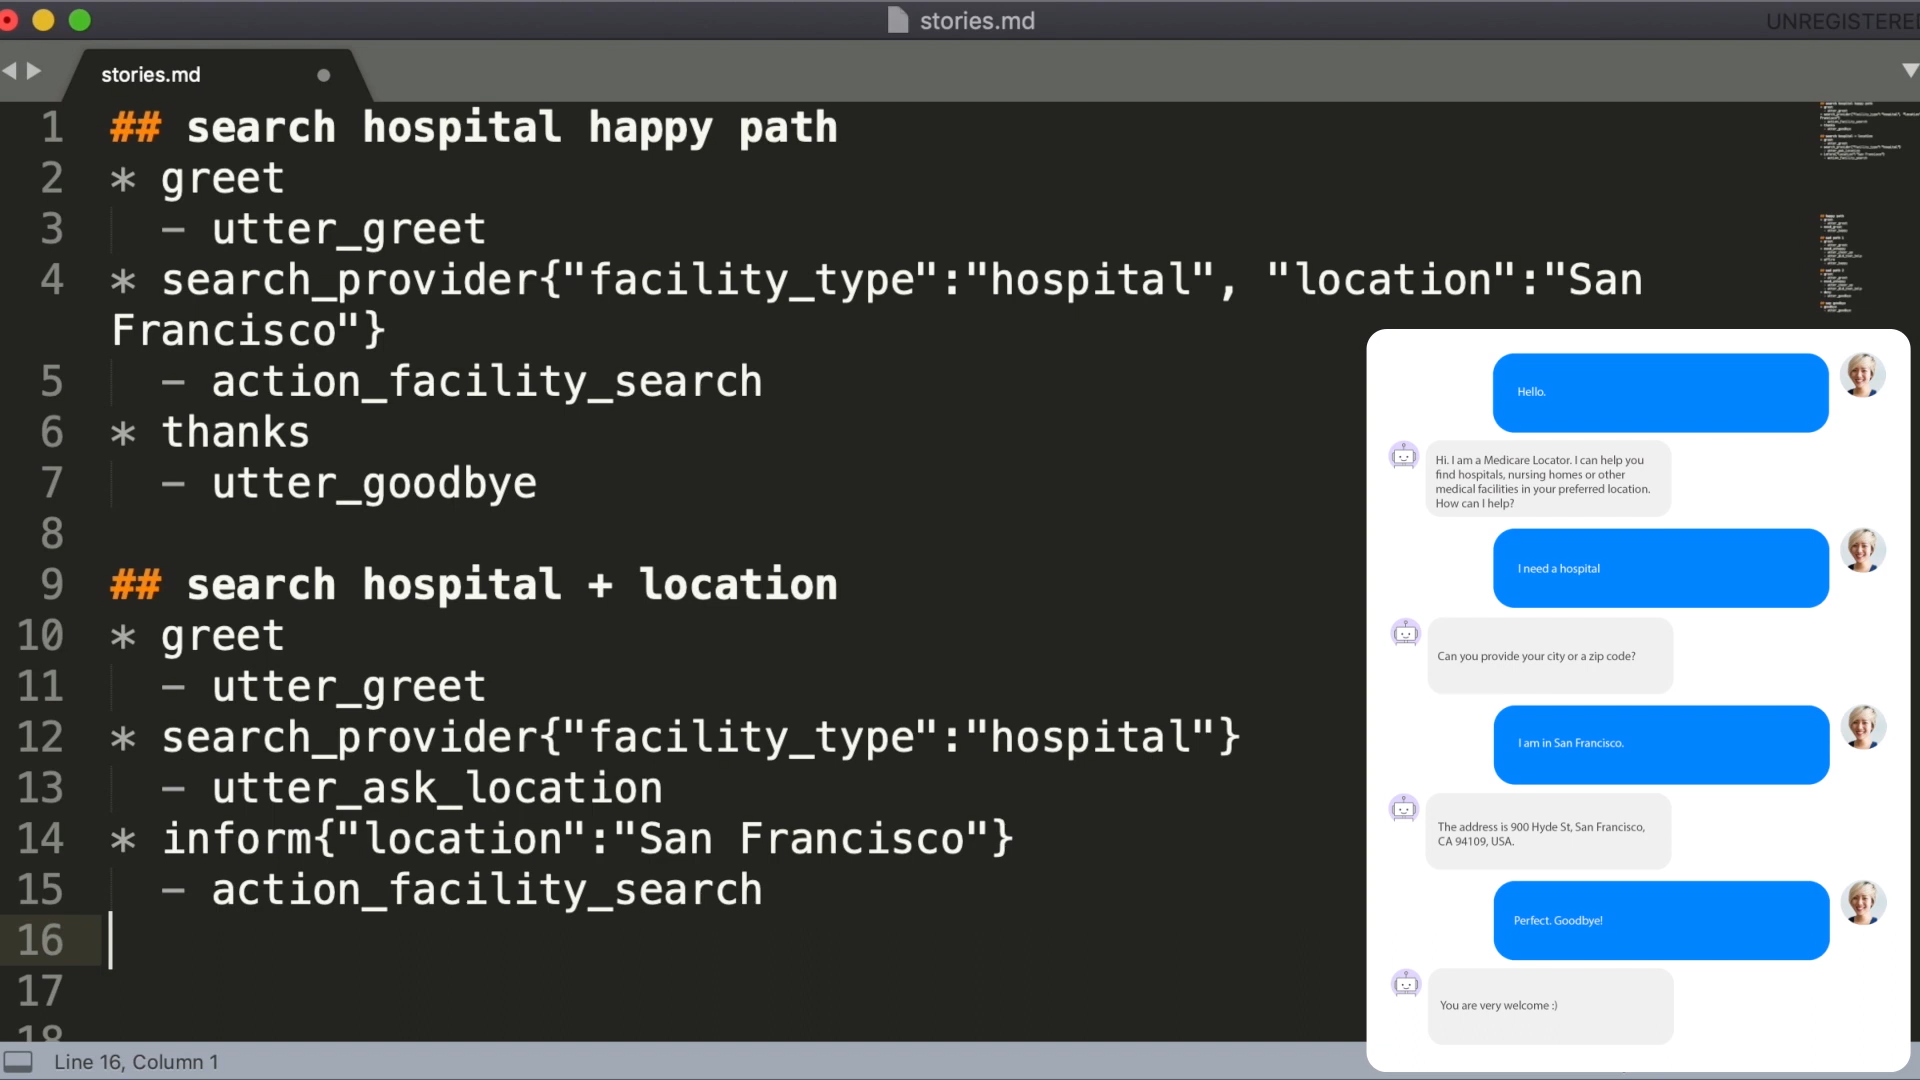 stories.md
UNREGISTERE
stories.md
1 ## search hospital happy path
2 * greet
3 - utter_greet
4 * search_provider{"facility_type":"hospital", "location":"San
Francisco"}
5 - action_facility_search
6 * thanks
7 - utter_goodbye
8
9 ## search hospital + location
10 * greet
11 - utter_greet
12 * search_provider{"facility_type":"hospital"}
13 - utter_ask_location
14 * inform{"location":"San Francisco"}
15 - action_facility_search
16
17
18
Hello.
Hi. I am a Medicare Locator. I can help you
find hospitals, nursing homes or other
medical facilities in your preferred location.
How can I help?
I need a hospital
Can you provide your city or a zip code?
I am in San Francisco.
The address is 900 Hyde St, San Francisco,
CA 94109, USA.
Perfect. Goodbye!
You are very welcome :)
Line 16, Column 1